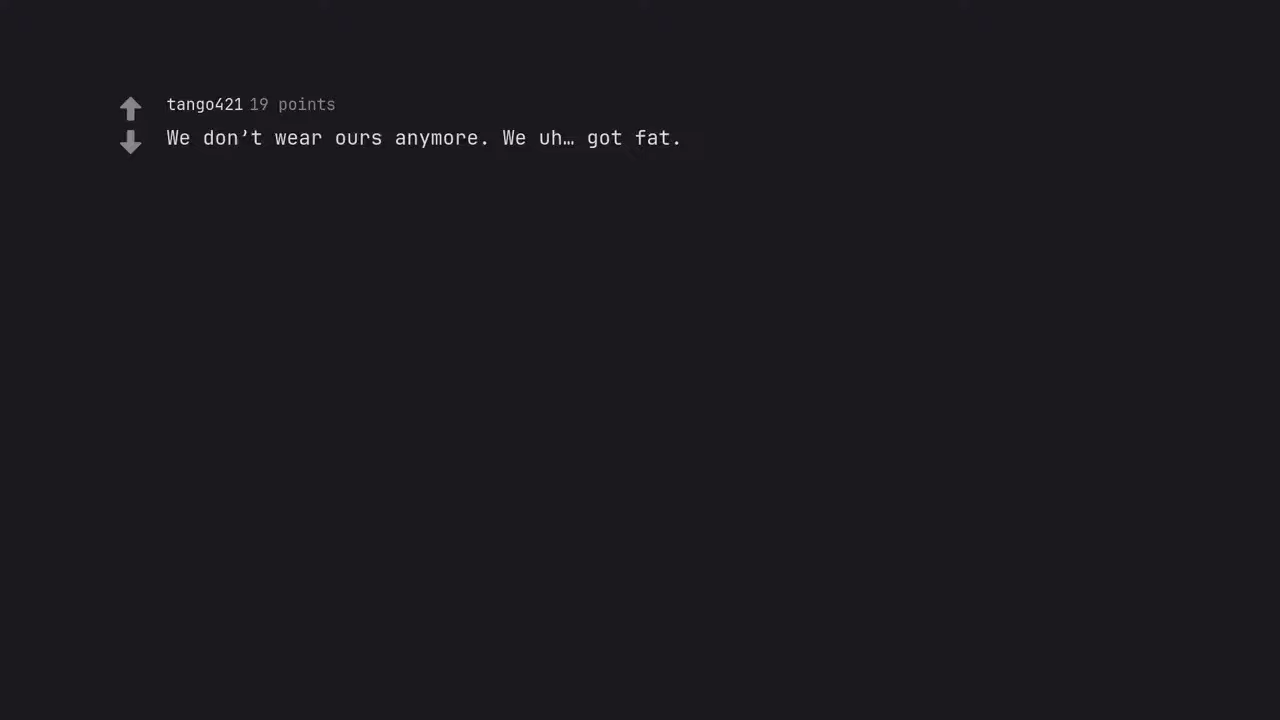 tango421 19 points
We don’t wear ours anymore. We uh… got fat.